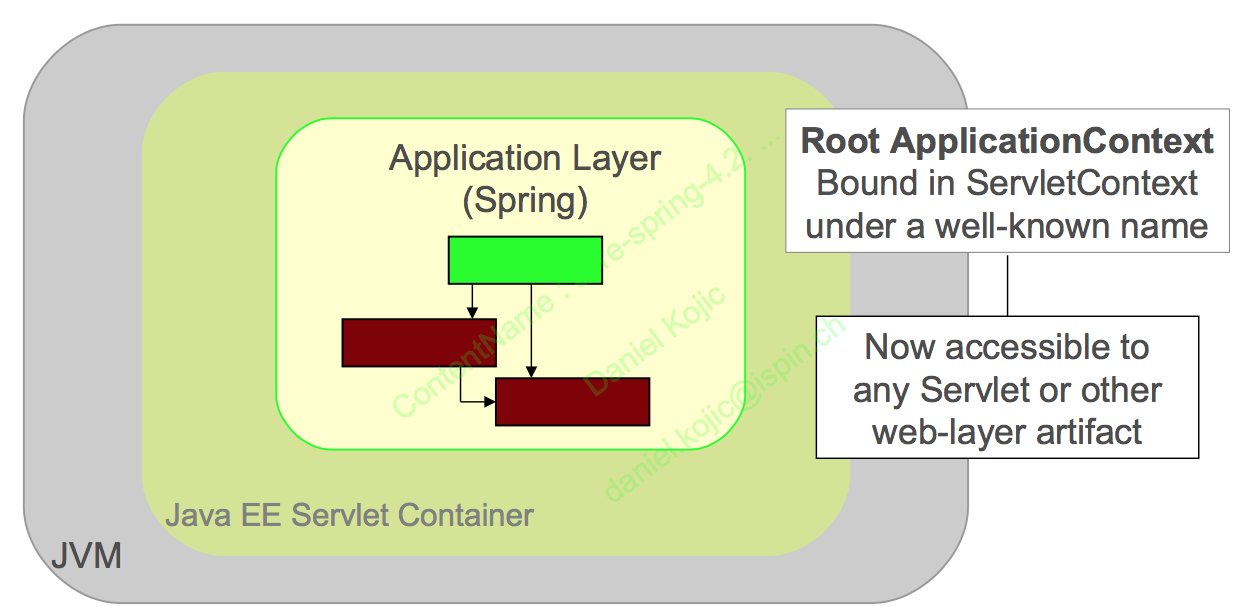 Application Layer
(Spring)
Root ApplicationContext
Bound in ServletContext
under a well-known name
Now accessible to
any Servlet or other
web-layer artifact
Java EE Servlet Container
JVM
ContentName : re-spring-4.2. ...
Daniel Kojic
daniel.kojic@ispin.ch